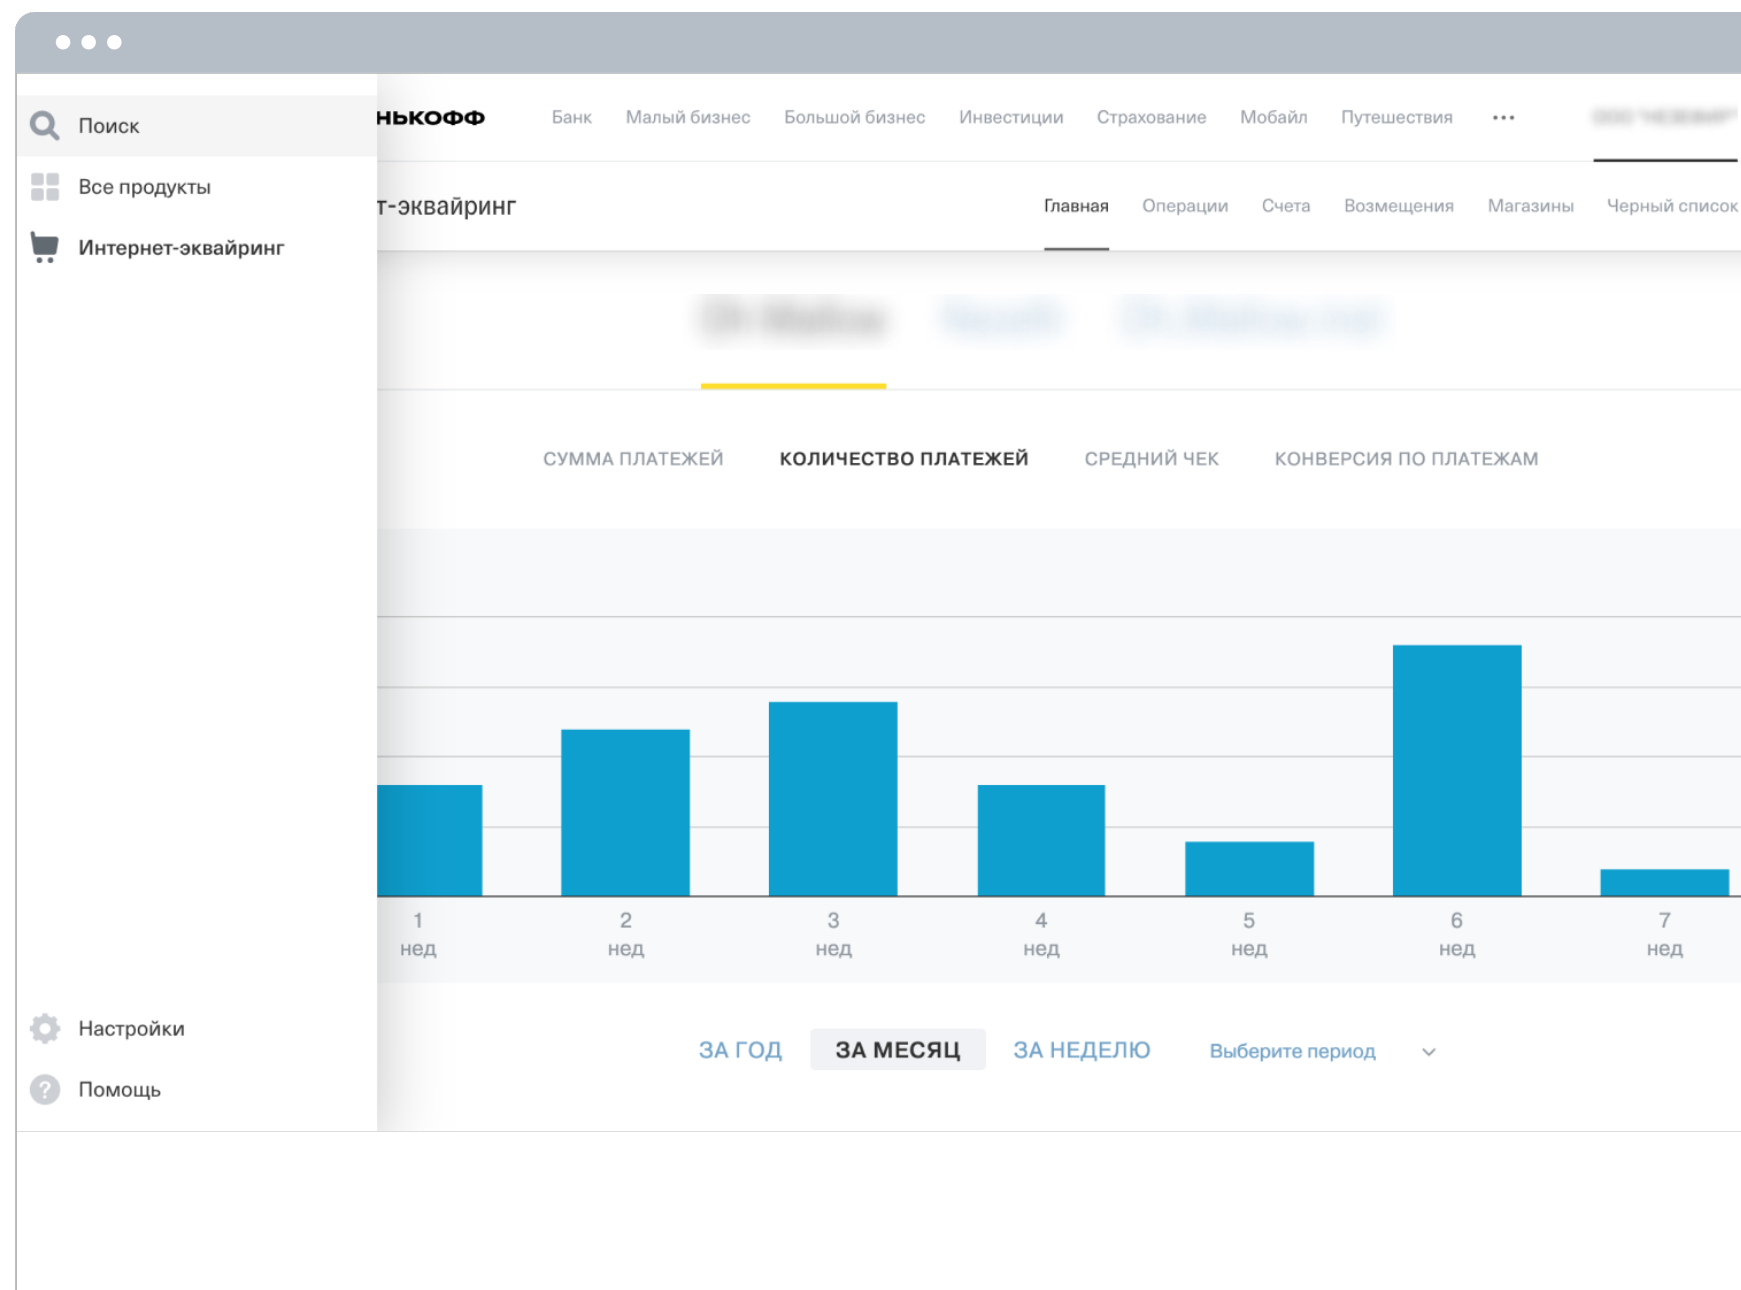 Поиск
Все продукты
Интернет-эквайринг
Настройки
Помощь
НЬКОФФ
Банк Малый бизнес Большой бизнес Инвестиции Страхование Мобайл Путешествия •••
т-эквайринг
Главная Операции Счета Возмещения Магазины Черный список
СУММА ПЛАТЕЖЕЙ КОЛИЧЕСТВО ПЛАТЕЖЕЙ СРЕДНИЙ ЧЕК КОНВЕРСИЯ ПО ПЛАТЕЖАМ
1 2 3 4 5 6 7
нед нед нед нед нед нед нед
ЗА ГОД ЗА МЕСЯЦ ЗА НЕДЕЛЮ Выберите период